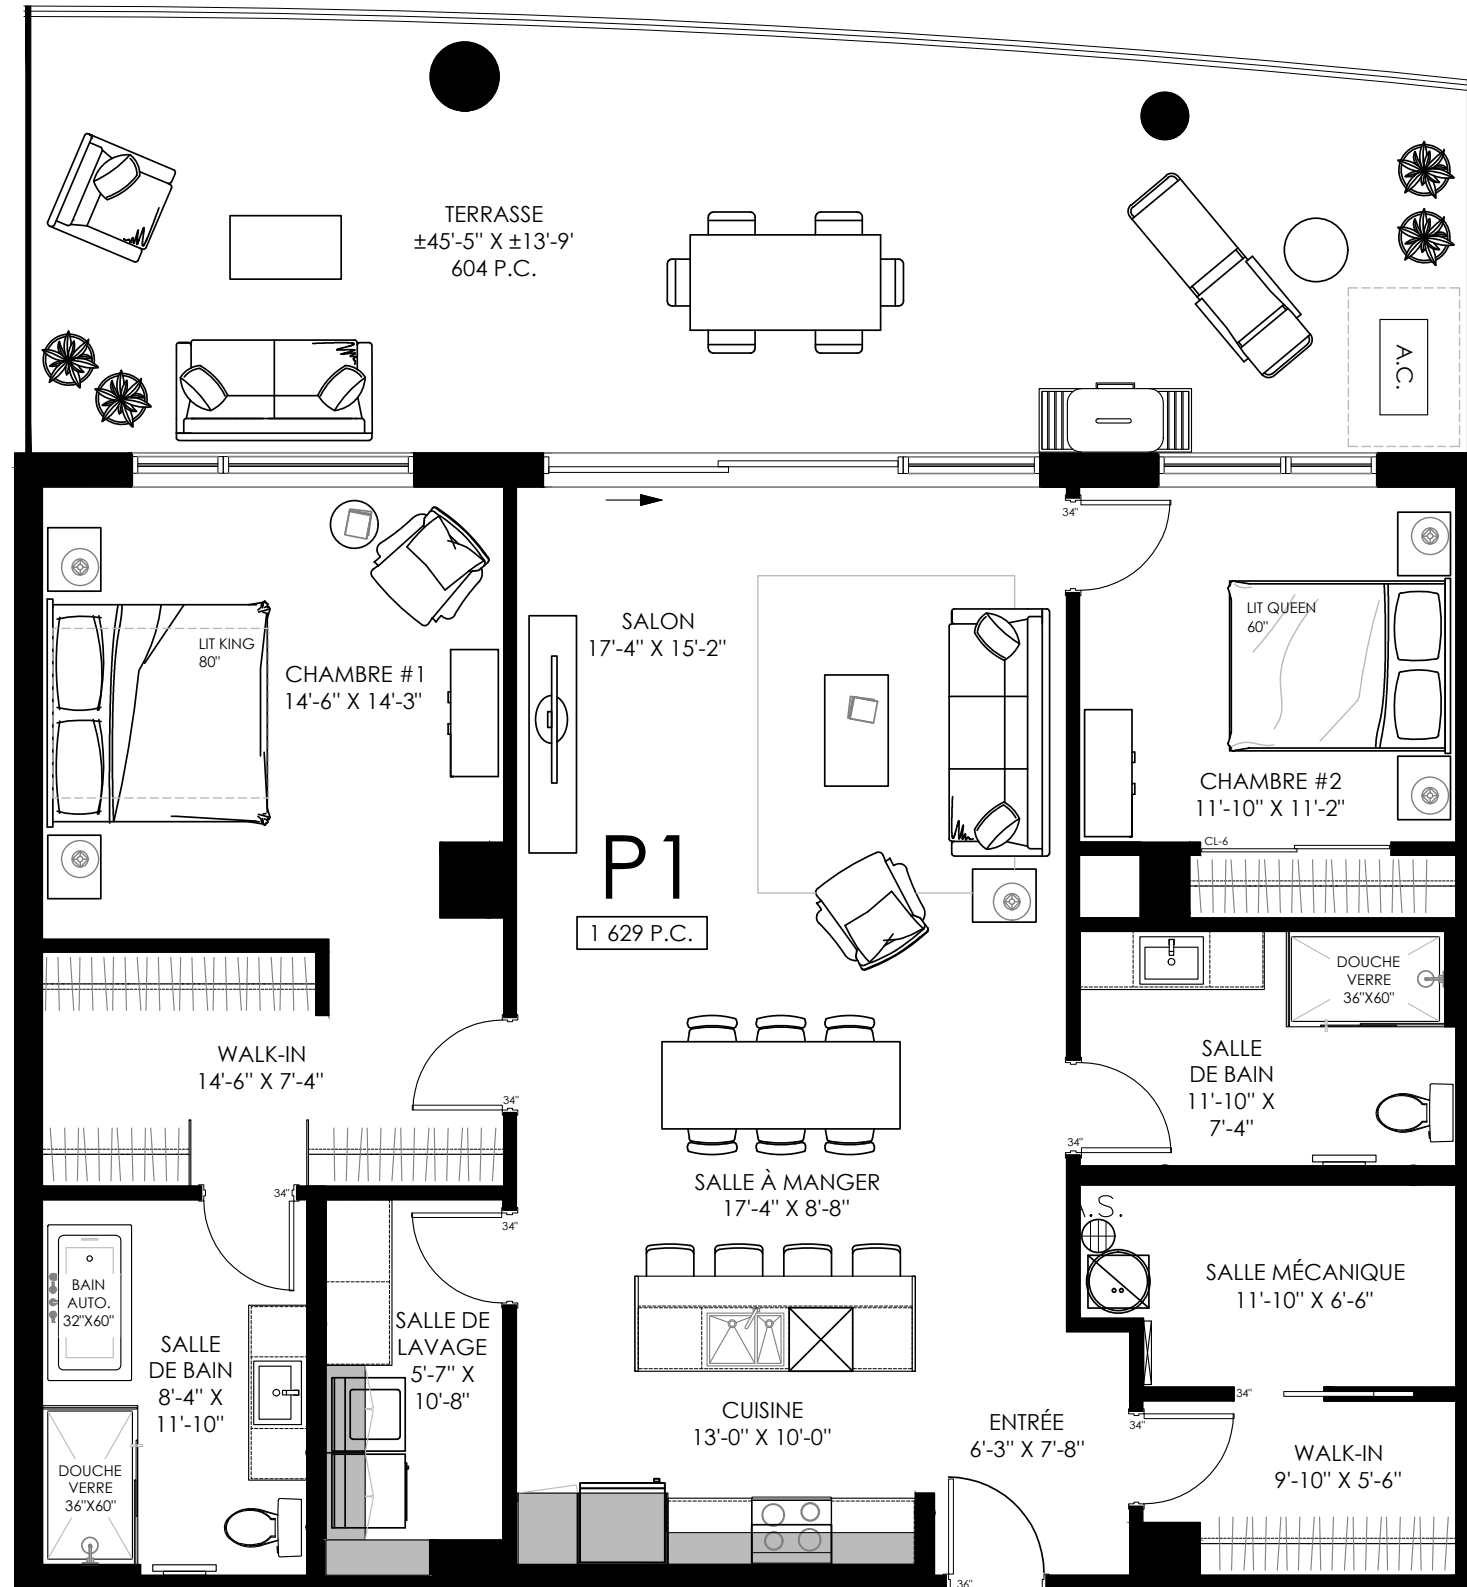 TERRASSE
±45'-5" X ±13'-9'
604 P.C.
A.C.
34"
LIT KING
80"
CHAMBRE #1
14'-6" X 14'-3"
SALON
17'-4" X 15'-2"
LIT QUEEN
60"
CHAMBRE #2
11'-10" X 11'-2"
CL-6
P1
1 629 P.C.
DOUCHE
VERRE
36"X60"
WALK-IN
14'-6" X 7'-4"
34"
SALLE
DE BAIN
11'-10" X
7'-4"
34"
SALLE À MANGER
17'-4" X 8'-8"
34"
34"
BAIN
AUTO.
32"X60"
SALLE
DE BAIN
8'-4" X
11'-10"
SALLE DE
LAVAGE
5'-7" X
10'-8"
.S.
SALLE MÉCANIQUE
11'-10" X 6'-6"
34"
34"
CUISINE
13'-0" X 10'-0"
ENTRÉE
6'-3" X 7'-8"
WALK-IN
9'-10" X 5'-6"
DOUCHE
VERRE
36"X60"
36"